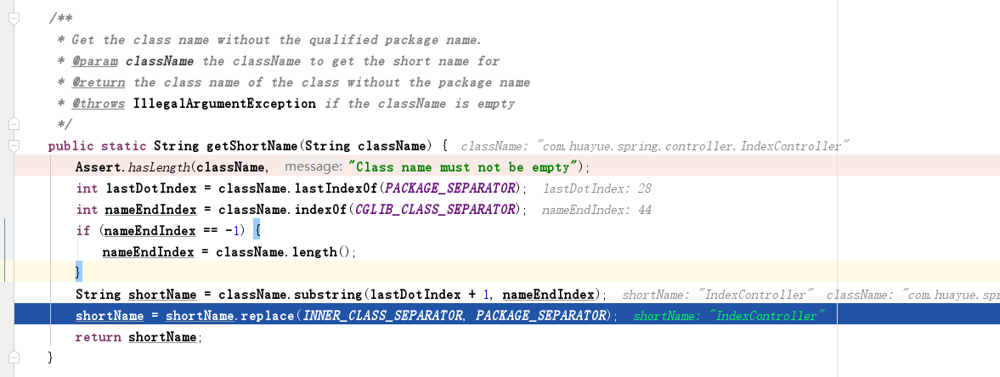 /**
 * Get the class name without the qualified package name.
 * @param className the className to get the short name for
 * @return the class name of the class without the package name
 * @throws IllegalArgumentException if the className is empty
 */
public static String getShortName(String className) { className: "com.huayue.spring.controller.IndexController"
    Assert.hasLength(className, message: "Class name must not be empty");
    int lastDotIndex = className.lastIndexOf(PACKAGE_SEPARATOR); lastDotIndex: 28
    int nameEndIndex = className.indexOf(CGLIB_CLASS_SEPARATOR); nameEndIndex: 44
    if (nameEndIndex == -1) {
        nameEndIndex = className.length();
    }
    String shortName = className.substring(lastDotIndex + 1, nameEndIndex); shortName: "IndexController" className: "com.huayue.spr
    shortName = shortName.replace(INNER_CLASS_SEPARATOR, PACKAGE_SEPARATOR); shortName: "IndexController"
    return shortName;
}